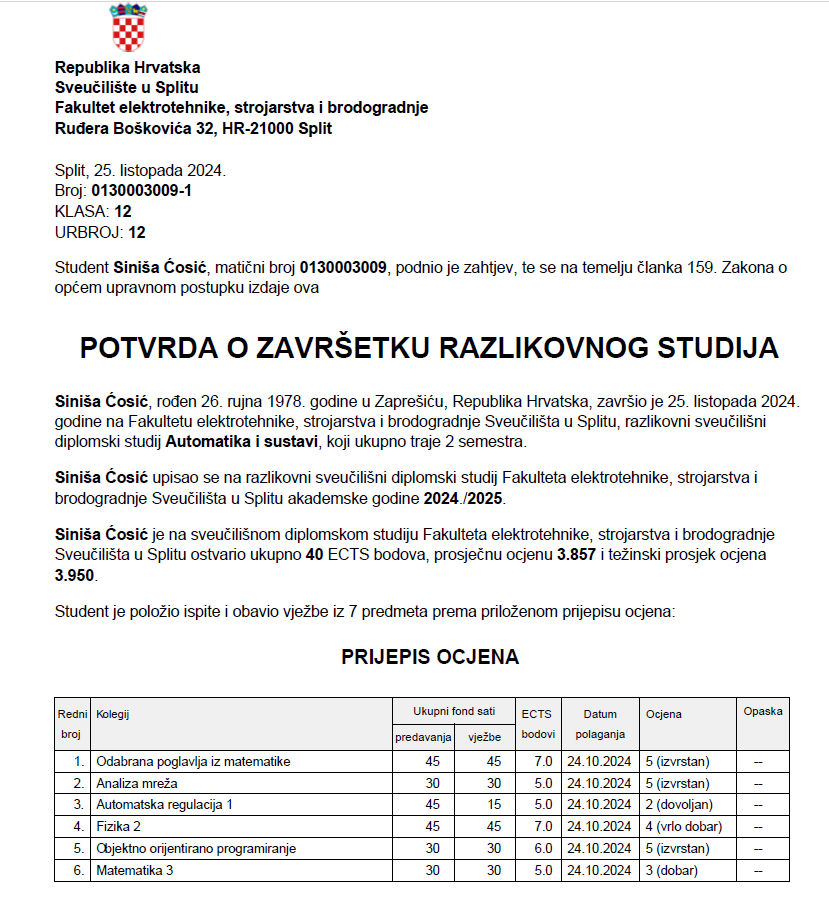 Republika Hrvatska
Sveučilište u Splitu
Fakultet elektrotehnike, strojarstva i brodogradnje
Ruđera Boškovića 32, HR-21000 Split
Split, 25. listopada 2024.
Broj: 0130003009-1
KLASA: 12
URBROJ: 12
Student Siniša Ćosić, matični broj 0130003009, podnio je zahtjev, te se na temelju članka 159. Zakona o
općem upravnom postupku izdaje ova
POTVRDA O ZAVRŠETKU RAZLIKOVNOG STUDIJA
Siniša Ćosić, rođen 26. rujna 1978. godine u Zaprešiću, Republika Hrvatska, završio je 25. listopada 2024.
godine na Fakultetu elektrotehnike, strojarstva i brodogradnje Sveučilišta u Splitu, razlikovni sveučilišni
diplomski studij Automatika i sustavi, koji ukupno traje 2 semestra.
Siniša Ćosić upisao se na razlikovni sveučilišni diplomski studij Fakulteta elektrotehnike, strojarstva i
brodogradnje Sveučilišta u Splitu akademske godine 2024./2025.
Siniša Ćosić je na sveučilišnom diplomskom studiju Fakulteta elektrotehnike, strojarstva i brodogradnje
Sveučilišta u Splitu ostvario ukupno 40 ECTS bodova, prosječnu ocjenu 3.857 i težinski prosjek ocjena
3.950.
Student je položio ispite i obavio vježbe iz 7 predmeta prema priloženom prijepisu ocjena:
PRIJEPIS OCJENA
Redni broj Kolegij Ukupni fond sati predavanja vježbe ECTS bodovi Datum polaganja Ocjena Opaska
1. Odabrana poglavlja iz matematike 45 45 7.0 24.10.2024 5 (izvrstan) --
2. Analiza mreža 30 30 5.0 24.10.2024 5 (izvrstan) --
3. Automatska regulacija 1 45 15 5.0 24.10.2024 2 (dovoljan) --
4. Fizika 2 45 45 7.0 24.10.2024 4 (vrlo dobar) --
5. Objektno orijentirano programiranje 30 30 6.0 24.10.2024 5 (izvrstan) --
6. Matematika 3 30 30 5.0 24.10.2024 3 (dobar) --